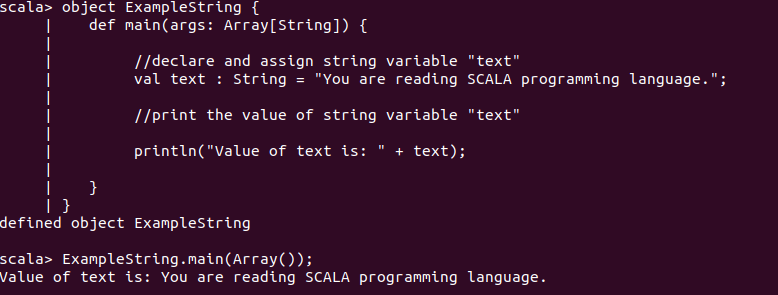 scala> object ExampleString {
     |    def main(args: Array[String]) {
     |
     |         //declare and assign string variable "text"
     |         val text : String = "You are reading SCALA programming language.";
     |
     |         //print the value of string variable "text"
     |
     |         println("Value of text is: " + text);
     |
     |    }
     | }
defined object ExampleString
scala> ExampleString.main(Array());
Value of text is: You are reading SCALA programming language.